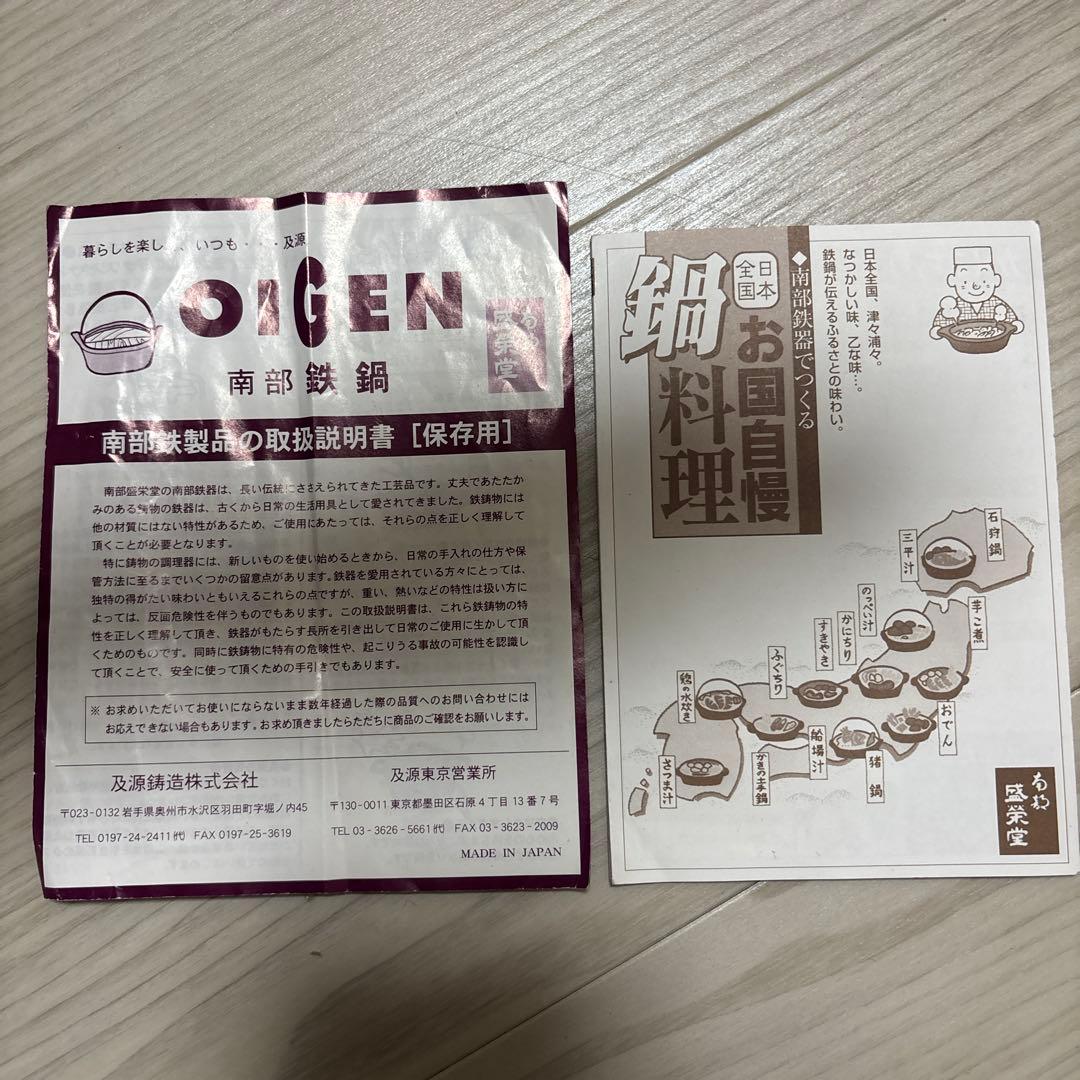 暮らしを楽し、いつも・・・及源
OIGEN
南部 盛栄堂
南部鉄鍋
南部鉄製品の取扱説明書［保存用］
南部盛栄堂の南部鉄器は、長い伝統にささえられてきた工芸品です。丈夫であたたか
みのある鋳物の鉄器は、古くから日常の生活用具として愛されてきました。鉄鋳物には
他の材質にはない特性があるため、ご使用にあたっては、それらの点を正しく理解して
頂くことが必要となります。
特に鋳物の調理器には、新しいものを使い始めるときから、日常の手入れの仕方や保
管方法に至るまでいくつかの留意点があります。鉄器を愛用されている方々にとっては、
独特の得がたい味わいともいえるこれらの点ですが、重い、熱いなどの特性は扱い方に
よっては、反面危険性を伴うものでもあります。この取扱説明書は、これら鉄鋳物の特
性を正しく理解して頂き、鉄器がもたらす長所を引き出して日常のご使用に生かして頂
くためのものです。同時に鉄鋳物に特有の危険性や、起こりうる事故の可能性を認識し
て頂くことで、安全に使って頂くための手引きでもあります。
※ お求めいただいてお使いにならないまま数年経過した際の品質へのお問い合わせには
お応えできない場合もあります。お求め頂きましたらただちに商品のご確認をお願いします。
及源鋳造株式会社
〒023-0132 岩手県奥州市水沢区羽田町字堀ノ内45
TEL 0197-24-2411㈹ FAX 0197-25-3619
及源東京営業所
〒130-0011 東京都墨田区石原4丁目13番7号
TEL 03-3626-5661㈹ FAX 03-3623-2009
MADE IN JAPAN
日本全国、津々浦々。
なつかしい味、乙な味…。
鉄鍋が伝えるふるさとの味わい。
◆南部鉄器でつくる
日本全国
お国自慢
鍋料理
石狩鍋
三平汁
芋こ煮
のっぺい汁
かにちり
すきやき
ふぐちり
鶏の水炊き
おでん
猪鍋
船場汁
かきの土手鍋
さつま汁
南部 盛栄堂